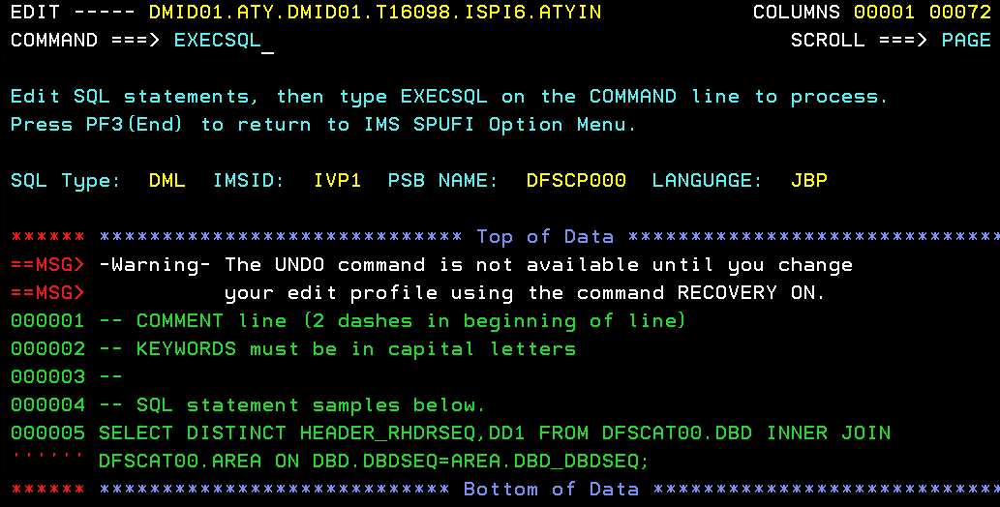 EDIT ----- DMID01.ATY.DMID01.T16098.ISPI6.ATYIN COLUMNS 00001 00072
COMMAND ===> EXECSQL_ SCROLL ===> PAGE
Edit SQL statements, then type EXECSQL on the COMMAND line to process.
Press PF3(End) to return to IMS SPUFI Option Menu.
SQL Type: DML IMSID: IVP1 PSB NAME: DFSCP000 LANGUAGE: JBP
****** ***************************** Top of Data ******************************
==MSG> -Warning- The UNDO command is not available until you change
==MSG> your edit profile using the command RECOVERY ON.
000001 -- COMMENT line (2 dashes in beginning of line)
000002 -- KEYWORDS must be in capital letters
000003 --
000004 -- SQL statement samples below.
000005 SELECT DISTINCT HEADER_RHDRSEQ,DD1 FROM DFSCAT00.DBD INNER JOIN
'''''' DFSCAT00.AREA ON DBD.DBDSEQ=AREA.DBD_DBDSEQ;
****** **************************** Bottom of Data ****************************